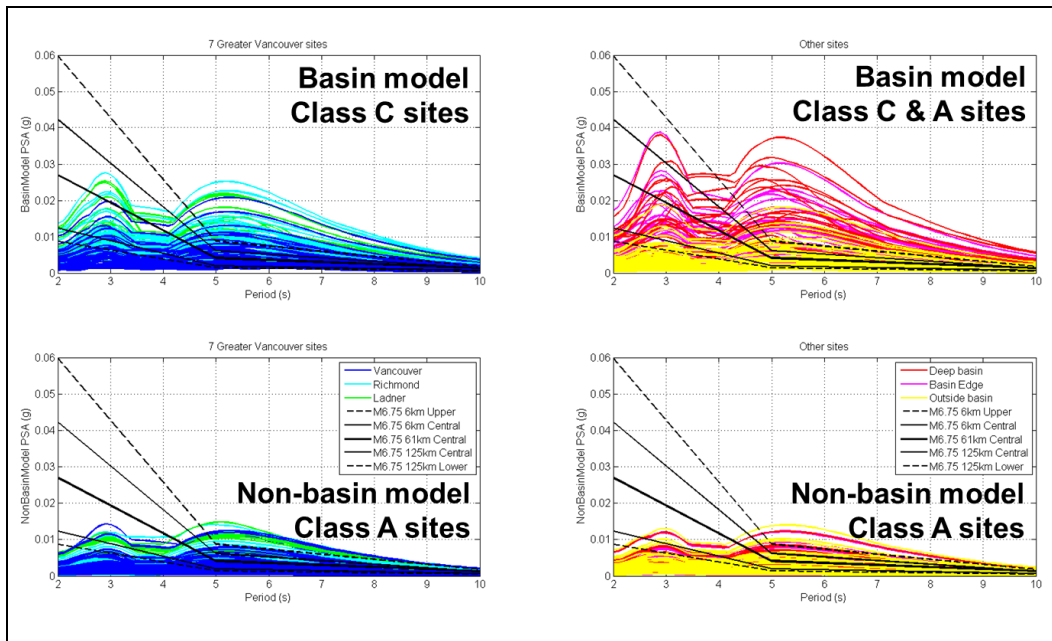 7 Greater Vancouver sites
Basin model
Class C sites
BasinModel PSA (g)
0.06
0.05
0.04
0.03
0.02
0.01
0
2 3 4 5 6 7 8 9 10
Period (s)
Other sites
Basin model
Class C & A sites
BasinModel PSA (g)
0.06
0.05
0.04
0.03
0.02
0.01
0
2 3 4 5 6 7 8 9 10
Period (s)
7 Greater Vancouver sites
Vancouver
Richmond
Ladner
M6.75 6km Upper
M6.75 6km Central
M6.75 61km Central
M6.75 125km Central
M6.75 125km Lower
Non-basin model
Class A sites
NonBasinModel PSA (g)
0.06
0.05
0.04
0.03
0.02
0.01
0
2 3 4 5 6 7 8 9 10
Period (s)
Other sites
Deep basin
Basin Edge
Outside basin
M6.75 6km Upper
M6.75 6km Central
M6.75 61km Central
M6.75 125km Central
M6.75 125km Lower
Non-basin model
Class A sites
NonBasinModel PSA (g)
0.06
0.05
0.04
0.03
0.02
0.01
0
2 3 4 5 6 7 8 9 10
Period (s)